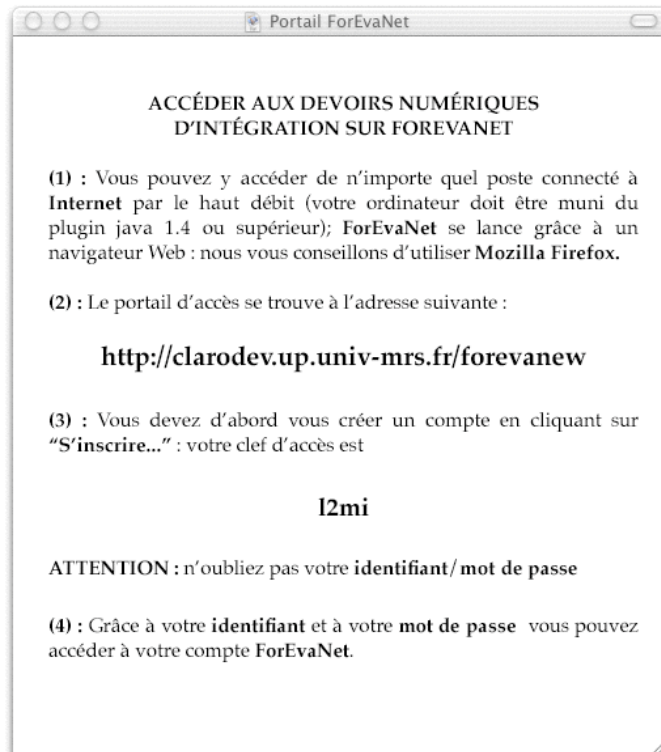 Portail ForEvaNet
ACCÉDER AUX DEVOIRS NUMÉRIQUES
D'INTÉGRATION SUR FOREVANET
(1) : Vous pouvez y accéder de n'importe quel poste connecté à
Internet par le haut débit (votre ordinateur doit être muni du
plugin java 1.4 ou supérieur); ForEvaNet se lance grâce à un
navigateur Web : nous vous conseillons d'utiliser Mozilla Firefox.
(2) : Le portail d'accès se trouve à l'adresse suivante :
http://clarodev.up.univ-mrs.fr/forevanew
(3) : Vous devez d'abord vous créer un compte en cliquant sur
“S'inscrire...” : votre clef d'accès est
l2mi
ATTENTION : n'oubliez pas votre identifiant/mot de passe
(4) : Grâce à votre identifiant et à votre mot de passe vous pouvez
accéder à votre compte ForEvaNet.